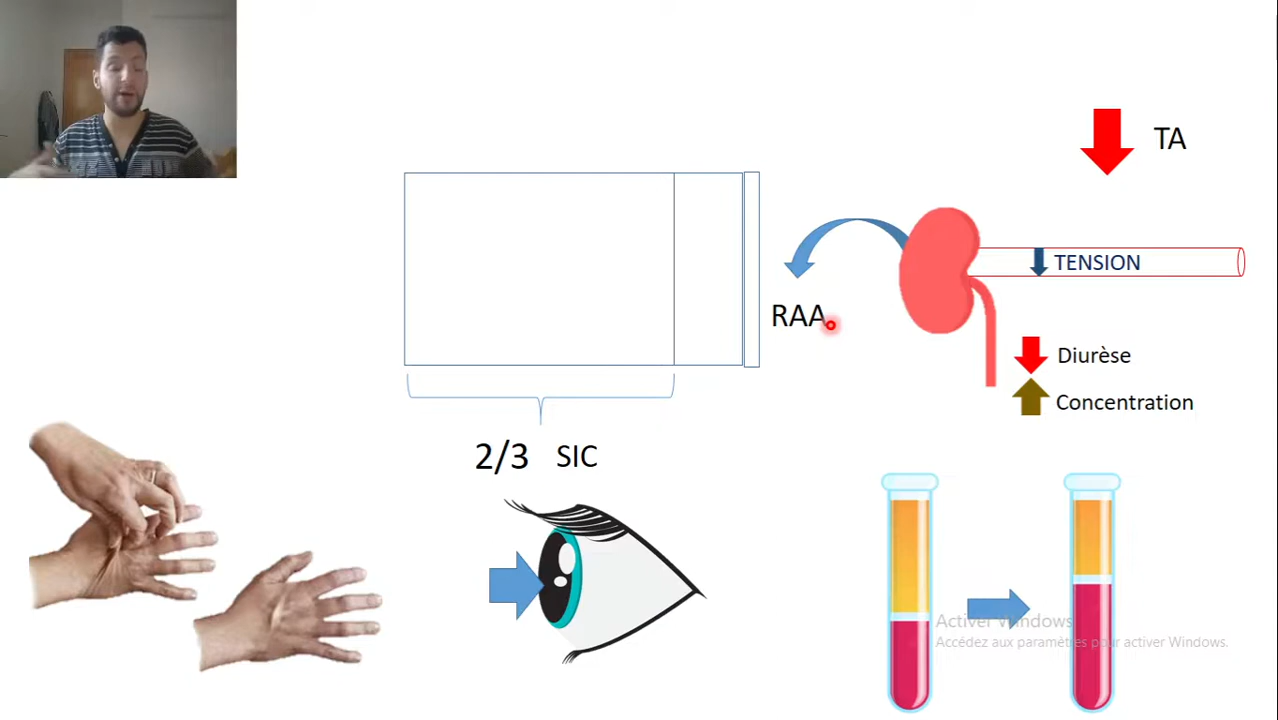 TA
TENSION
RAA
Diurèse
Concentration
2/3 SIC
Activer Windows
Accédez aux paramètres pour activer Windows.